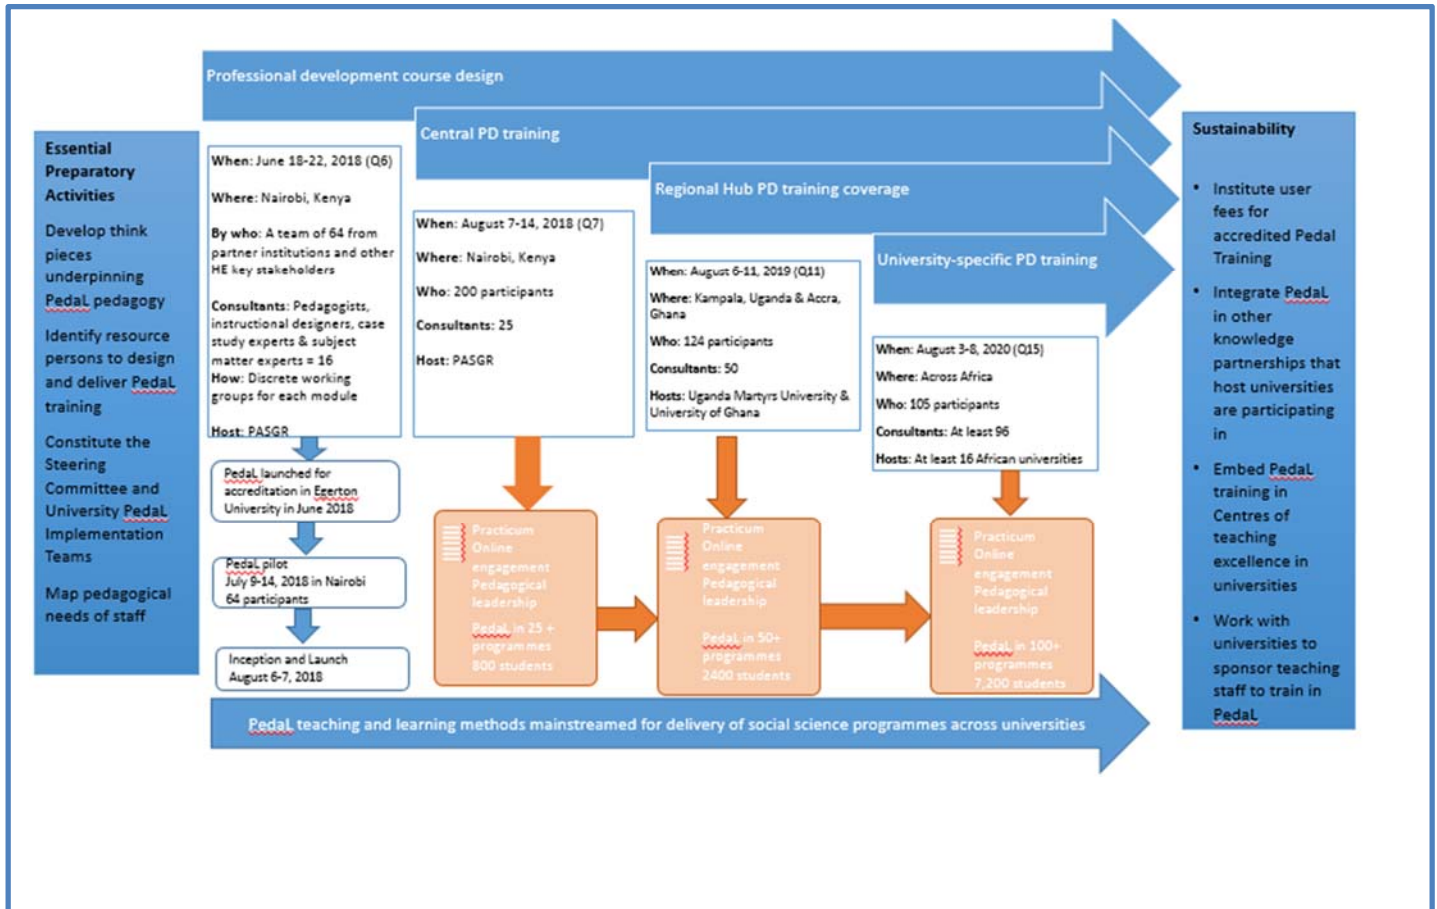 Professional development course design
Central PD training
Regional Hub PD training coverage
University-specific PD training
Essential
Preparatory
Activities
Develop think
pieces
underpinning
PedaL pedagogy
Identify resource
persons to design
and deliver PedaL
training
Constitute the
Steering
Committee and
University PedaL
Implementation
Teams
Map pedagogical
needs of staff
When: June 18-22, 2018 (Q6)
Where: Nairobi, Kenya
By who: A team of 64 from
partner institutions and other
HE key stakeholders
Consultants: Pedagogists,
instructional designers, case
study experts & subject
matter experts = 16
How: Discrete working
groups for each module
Host: PASGR
PedaL launched for
accreditation in Egerton
University in June 2018
PedaL pilot
July 9-14, 2018 in Nairobi
64 participants
Inception and Launch
August 6-7, 2018
When: August 7-14, 2018 (Q7)
Where: Nairobi, Kenya
Who: 200 participants
Consultants: 25
Host: PASGR
Practicum
Online
engagement
Pedagogical
leadership
PedaL in 25 +
programmes
800 students
When: August 6-11, 2019 (Q11)
Where: Kampala, Uganda & Accra,
Ghana
Who: 124 participants
Consultants: 50
Hosts: Uganda Martyrs University &
University of Ghana
Practicum
Online
engagement
Pedagogical
leadership
PedaL in 50+
programmes
2400 students
When: August 3-8, 2020 (Q15)
Where: Across Africa
Who: 105 participants
Consultants: At least 96
Hosts: At least 16 African universities
Practicum
Online
engagement
Pedagogical
leadership
PedaL in 100+
programmes
7,200 students
PedaL teaching and learning methods mainstreamed for delivery of social science programmes across universities
Sustainability
• Institute user
fees for
accredited Pedal
Training
• Integrate PedaL
in other
knowledge
partnerships that
host universities
are participating
in
• Embed PedaL
training in
Centres of
teaching
excellence in
universities
• Work with
universities to
sponsor teaching
staff to train in
PedaL